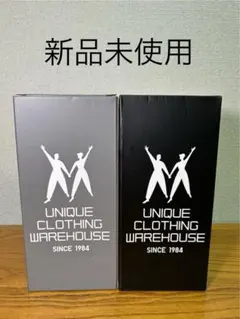 新品未使用
UNIQUE
CLOTHING
WAREHOUSE
SINCE 1984
UNIQUE
CLOTHING
WAREHOUSE
SINCE 1984